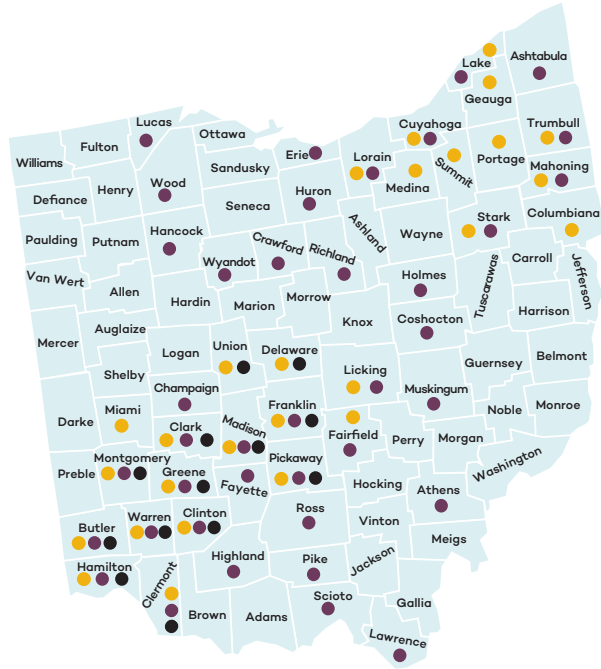 Lake
Ashtabula
Geauga
Lucas
Cuyahoga
Trumbull
Ottawa
Fulton
Williams
Erie
Lorain
Summit
Portage
Mahoning
Sandusky
Medina
Wood
Henry
Huron
Defiance
Seneca
Columbiana
Stark
Ashland
Wayne
Hancock
Paulding
Putnam
Crawford
Richland
Carroll
Wyandot
Jefferson
Van Wert
Holmes
Tuscarawas
Allen
Hardin
Marion
Morrow
Harrison
Knox
Coshocton
Auglaize
Mercer
Union
Delaware
Logan
Belmont
Guernsey
Shelby
Licking
Champaign
Muskingum
Franklin
Noble
Monroe
Miami
Darke
Clark
Madison
Fairfield
Perry
Morgan
Montgomery
Pickaway
Washington
Preble
Greene
Fayette
Hocking
Athens
Ross
Warren
Clinton
Vinton
Butler
Meigs
Highland
Pike
Jackson
Hamilton
Clermont
Scioto
Gallia
Brown
Adams
Lawrence